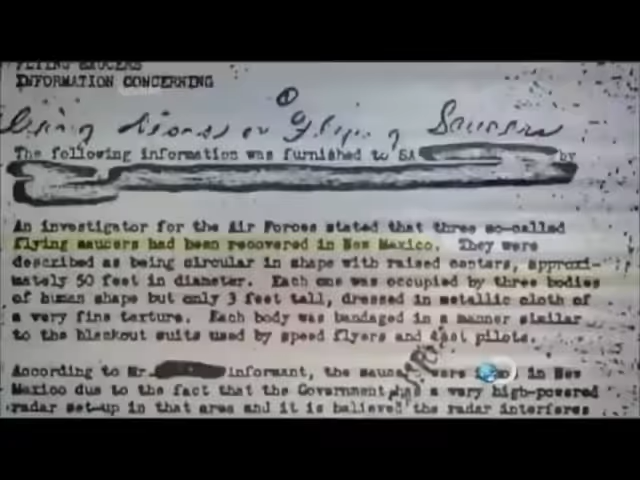 FLYING SAUCERS
INFORMATION CONCERNING
1
Flying Saucers
The following information was furnished to SA by
An investigator for the Air Forces stated that three so-called
flying saucers had been recovered in New Mexico. They were
described as being circular in shape with raised centers, approxi-
mately 50 feet in diameter. Each one was occupied by three bodies
of human shape but only 3 feet tall, dressed in metallic cloth of
a very fine texture. Each body was bandaged in a manner similar
to the blackout suits used by speed flyers and test pilots.
According to Mr. informant, the saucers were found in New
Mexico due to the fact that the Government has a very high-powered
radar set-up in that area and it is believed the radar interferes